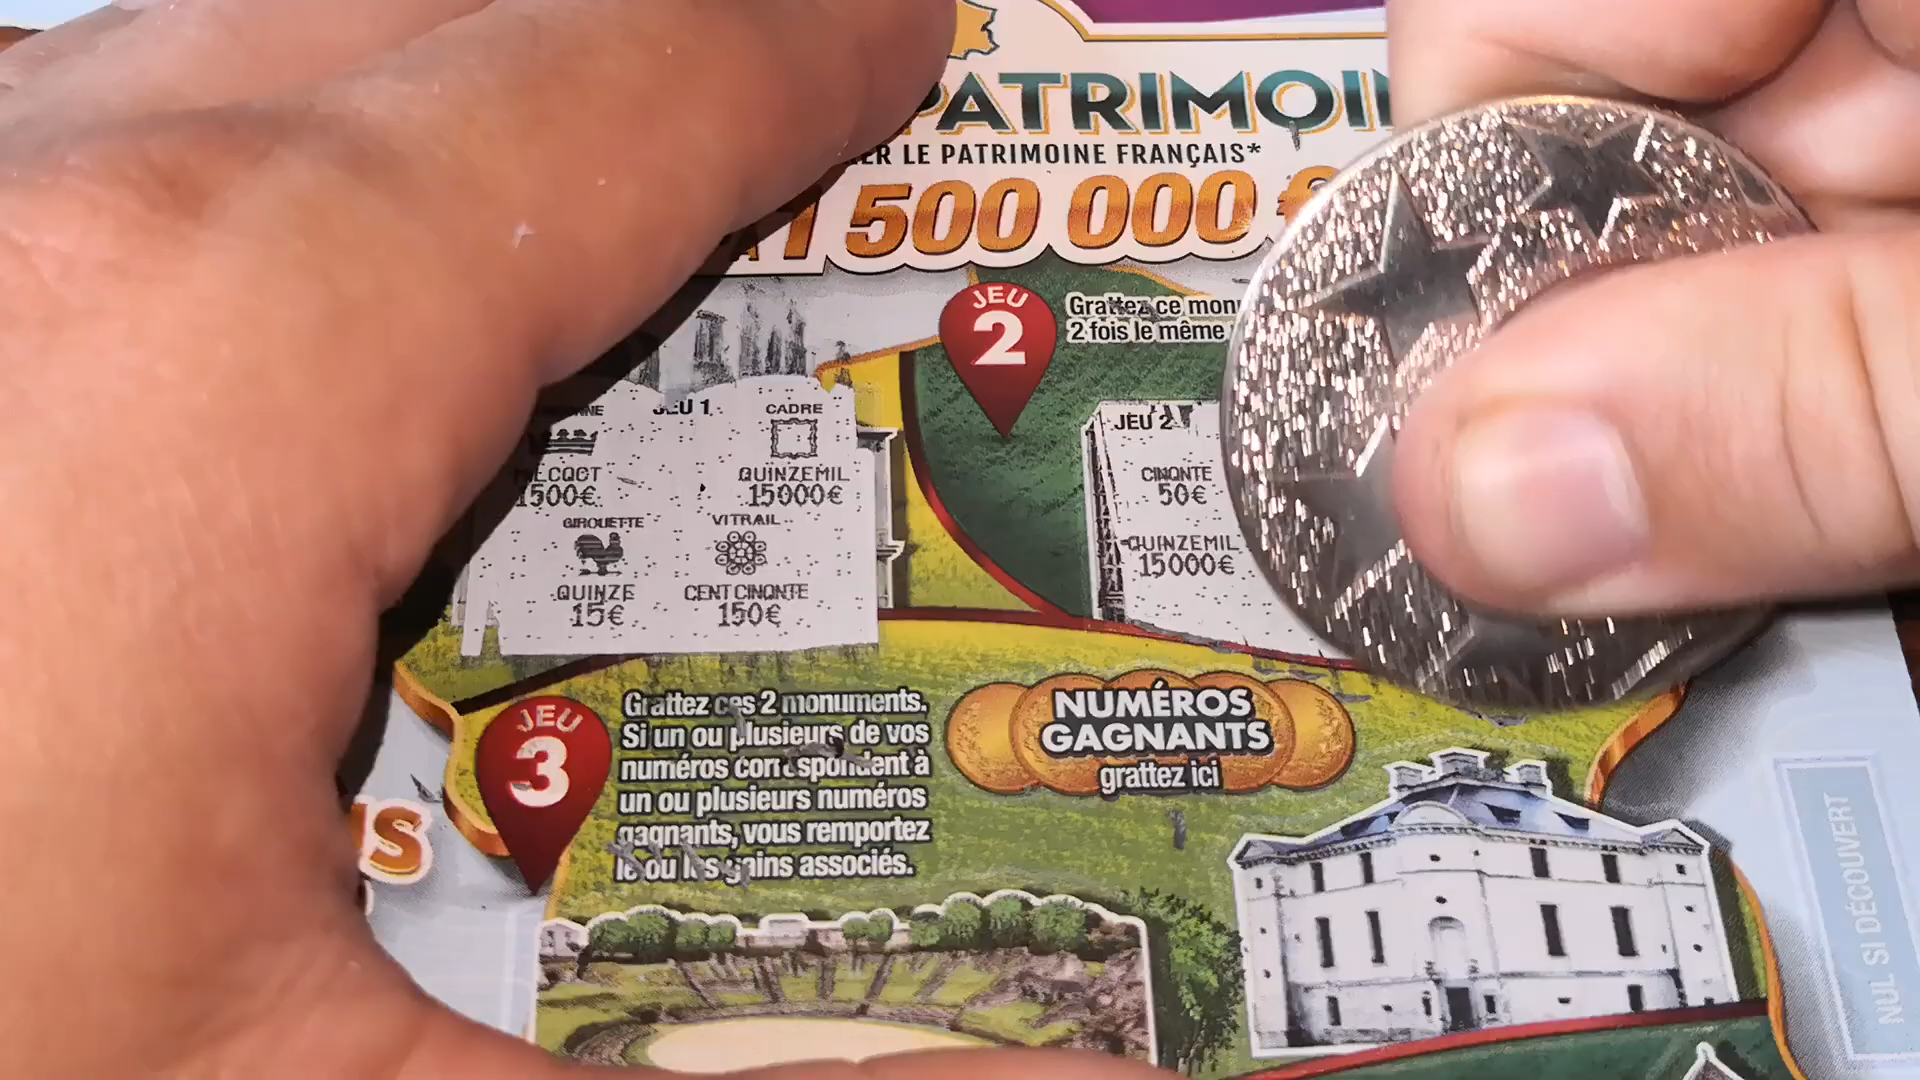 PATRIMOI
LE PATRIMOINE FRANÇAIS*
À 1 500 000 €
JEU
2
Grattez ce
2 fois le même
JEU 1
CADRE
1500€
QUINZEMIL
15000€
GIROUETTE
VITRAIL
QUINZE
15€
CENTCINQNTE
150€
JEU 2
CINQNTE
50€
QUINZEMIL
15000€
JEU
3
Grattez ces 2 monuments.
Si un ou plusieurs de vos
numéros correspondent à
un ou plusieurs numéros
gagnants, vous remportez
le ou les gains associés.
NUMÉROS
GAGNANTS
grattez ici
NUL SI DÉCOUVERT